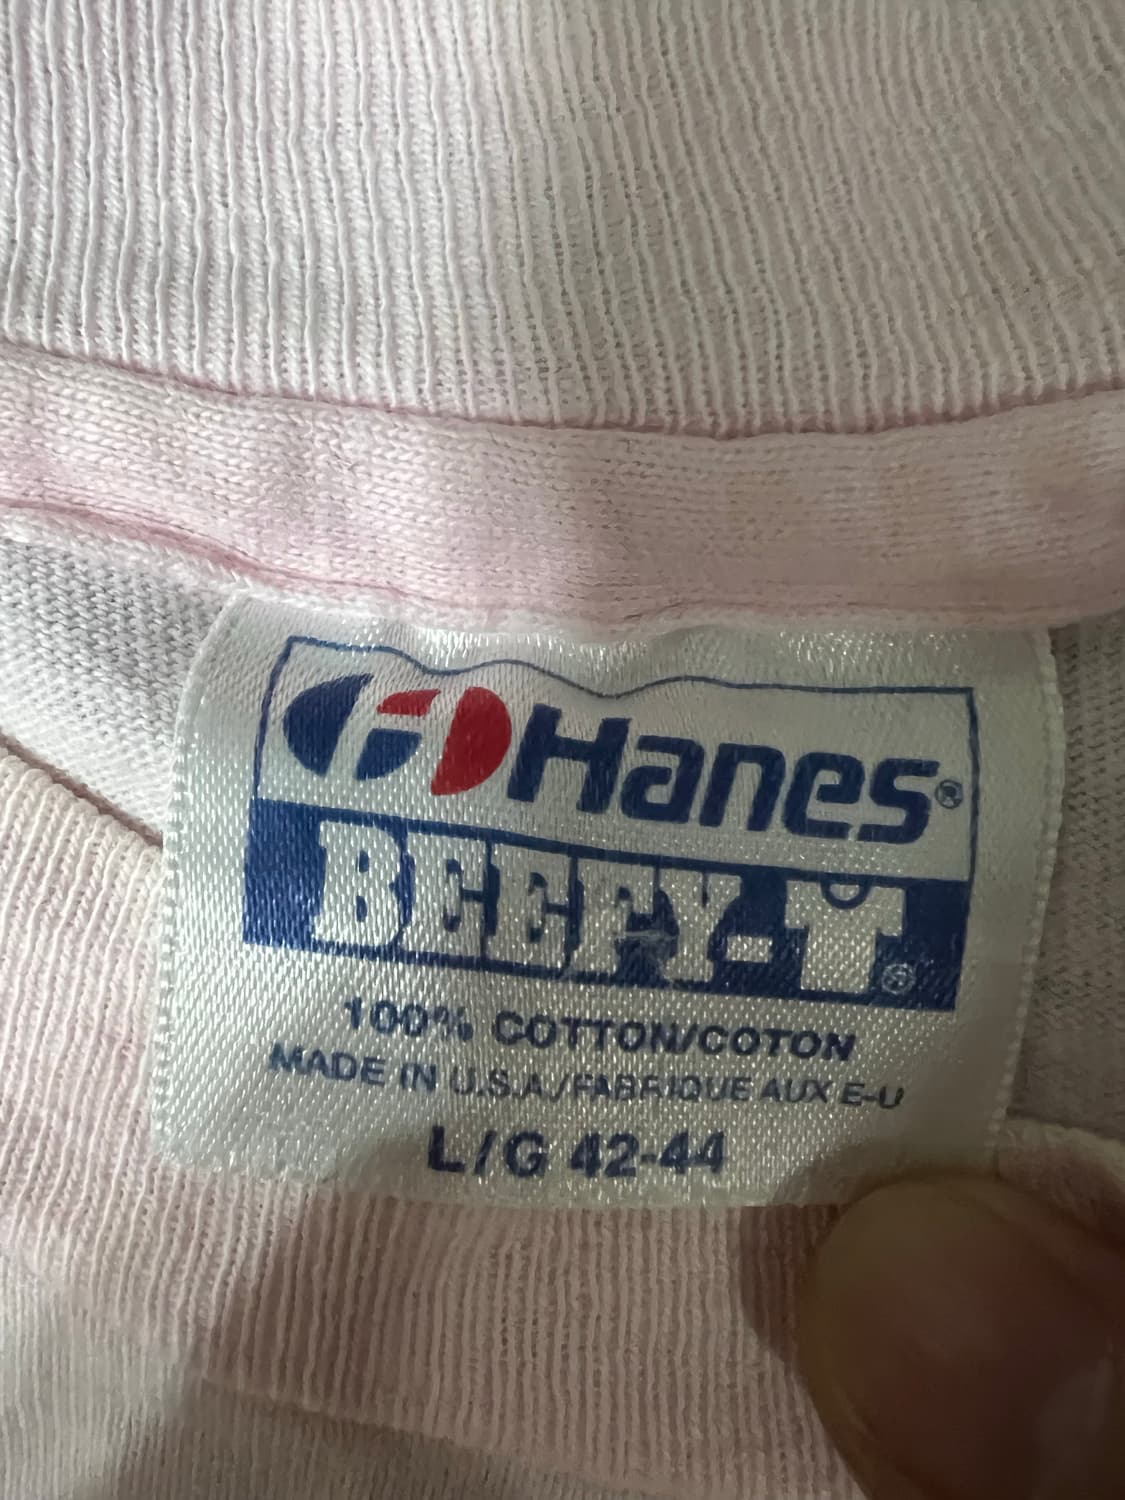 Hanes®
BEEFY-T®
100% COTTON/COTON
MADE IN U.S.A./FABRIQUE AUX E-U
L/G 42-44